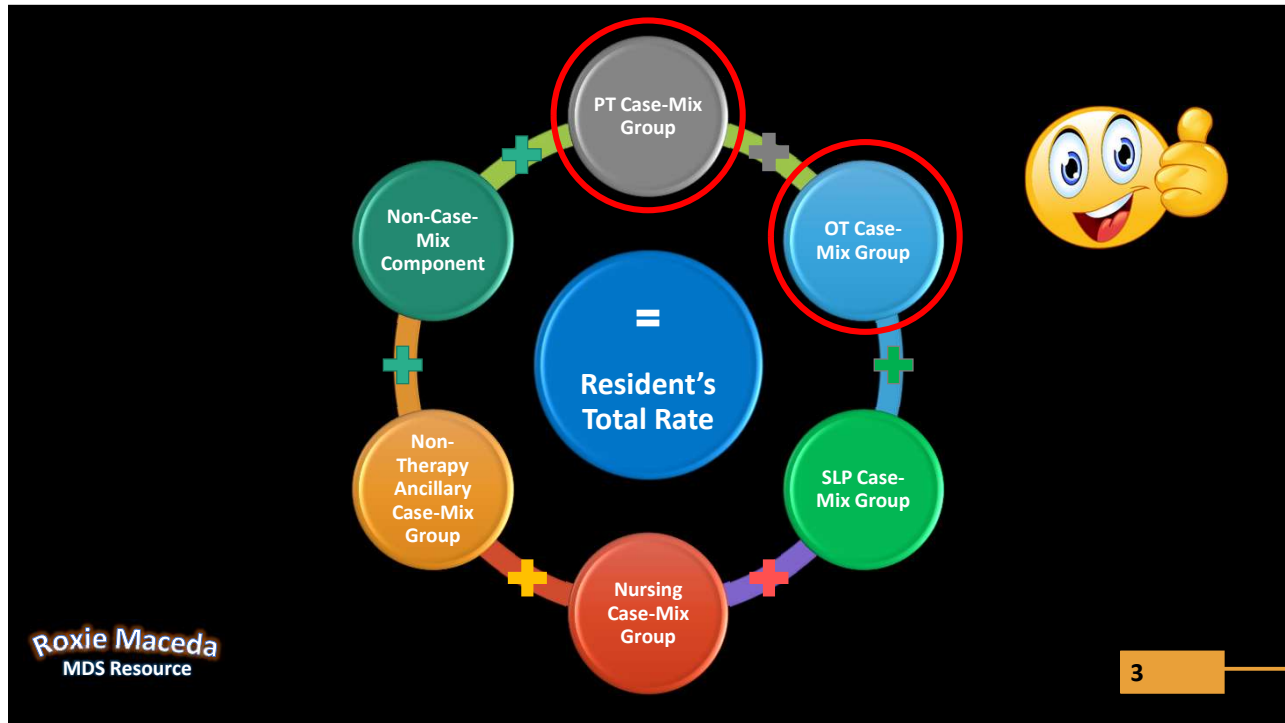 PT Case-Mix
Group
OT Case-
Mix Group
SLP Case-
Mix Group
Nursing
Case-Mix
Group
Non-
Therapy
Ancillary
Case-Mix
Group
Non-Case-
Mix
Component
=
Resident’s
Total Rate
Roxie Maceda
MDS Resource
3